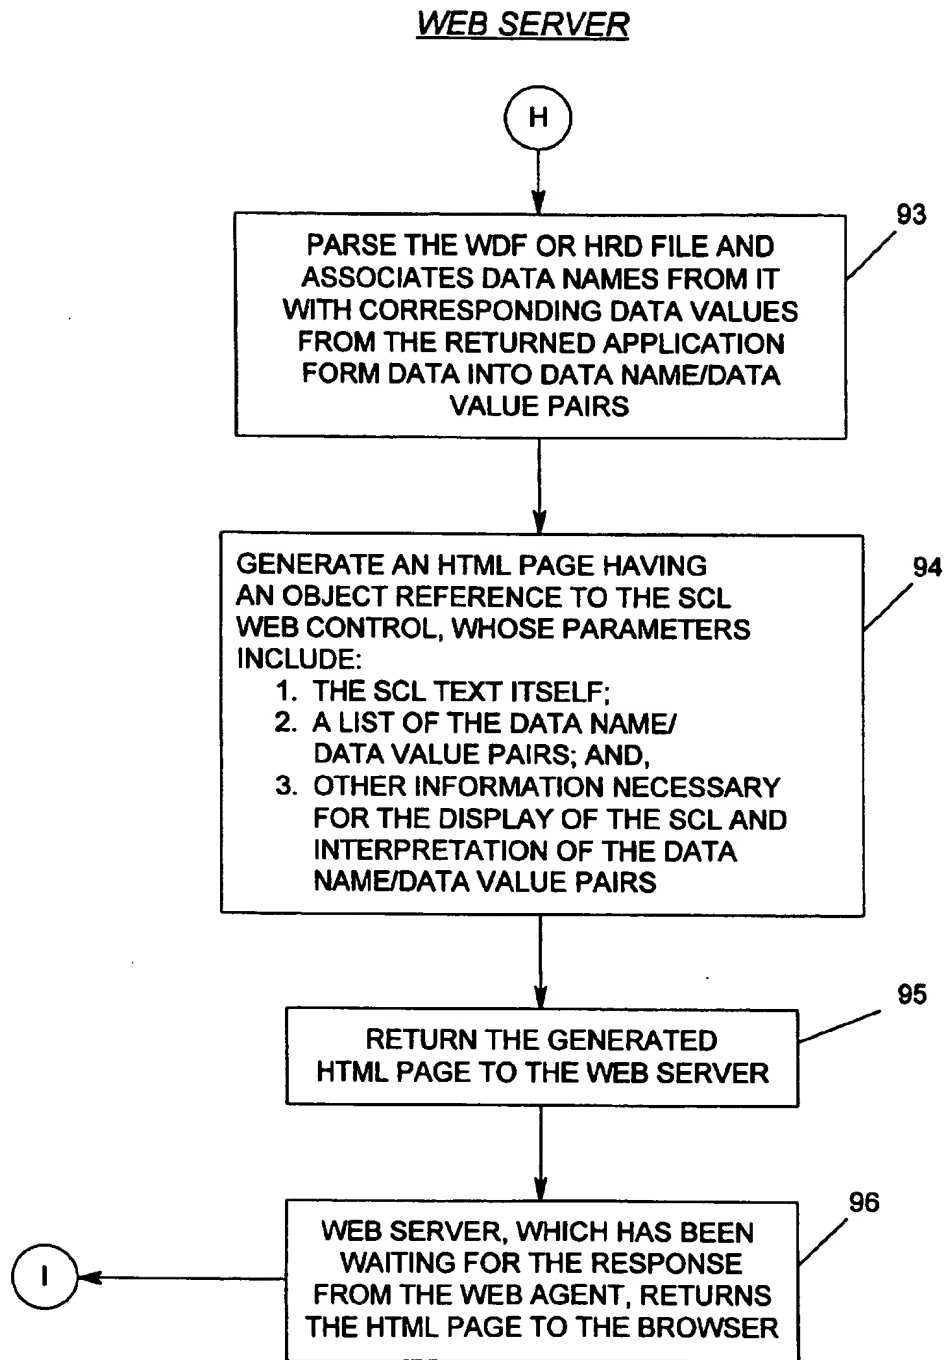 WEB SERVER
H
93
PARSE THE WDF OR HRD FILE AND
ASSOCIATES DATA NAMES FROM IT
WITH CORRESPONDING DATA VALUES
FROM THE RETURNED APPLICATION
FORM DATA INTO DATA NAME/DATA
VALUE PAIRS
94
GENERATE AN HTML PAGE HAVING
AN OBJECT REFERENCE TO THE SCL
WEB CONTROL, WHOSE PARAMETERS
INCLUDE:
1. THE SCL TEXT ITSELF;
2. A LIST OF THE DATA NAME/
DATA VALUE PAIRS; AND,
3. OTHER INFORMATION NECESSARY
FOR THE DISPLAY OF THE SCL AND
INTERPRETATION OF THE DATA
NAME/DATA VALUE PAIRS
95
RETURN THE GENERATED
HTML PAGE TO THE WEB SERVER
96
WEB SERVER, WHICH HAS BEEN
WAITING FOR THE RESPONSE
FROM THE WEB AGENT, RETURNS
THE HTML PAGE TO THE BROWSER
I